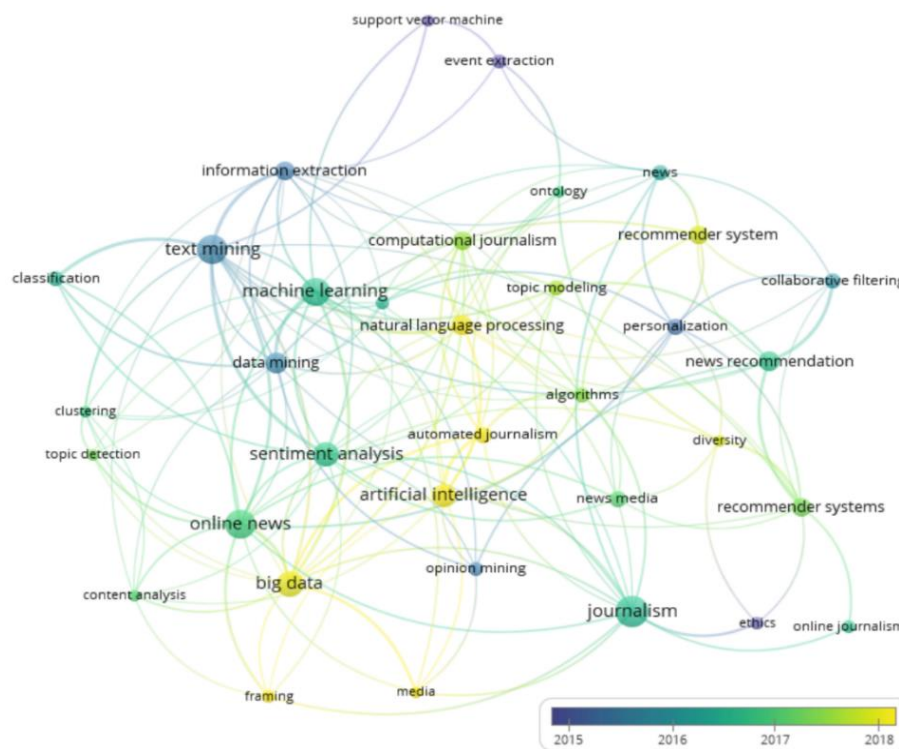 support vector machine
event extraction
information extraction
news
ontology
recommender system
computational journalism
text mining
classification
collaborative filtering
machine learning
topic modeling
natural language processing
personalization
data mining
news recommendation
algorithms
clustering
automated journalism
diversity
topic detection
sentiment analysis
artificial intelligence
news media
recommender systems
online news
opinion mining
big data
content analysis
journalism
ethics
online journalism
framing
media
2015
2016
2017
2018